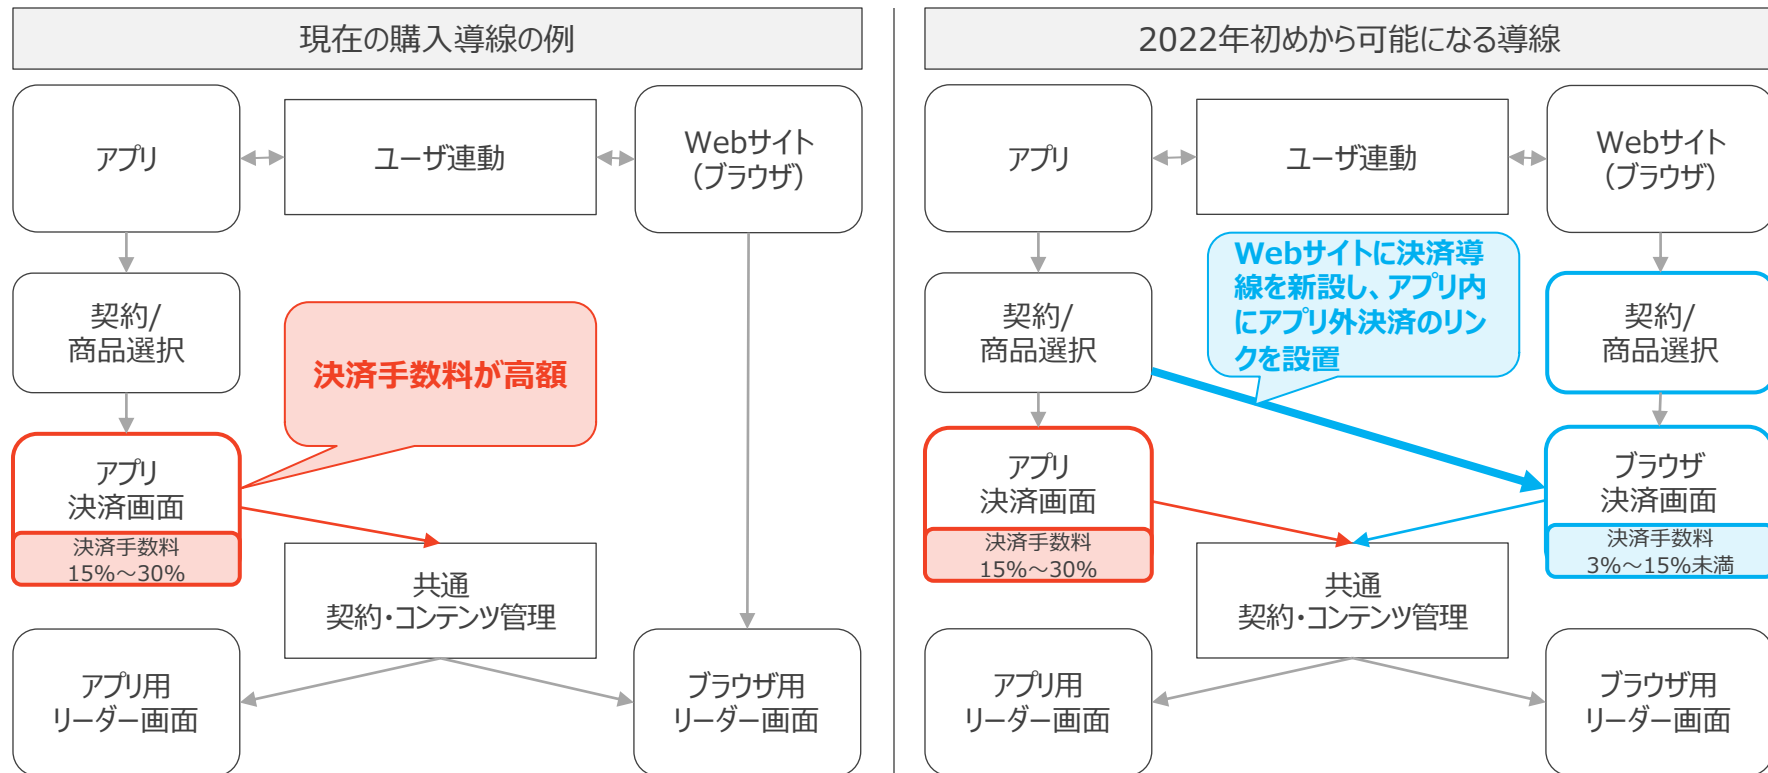 現在の購入導線の例
アプリ
ユーザ連動
Webサイト
（ブラウザ）
契約/
商品選択
決済手数料が高額
アプリ
決済画面
決済手数料
15%～30%
共通
契約・コンテンツ管理
アプリ用
リーダー画面
ブラウザ用
リーダー画面
2022年初めから可能になる導線
アプリ
ユーザ連動
Webサイト
（ブラウザ）
Webサイトに決済導
線を新設し、アプリ内
にアプリ外決済のリン
クを設置
契約/
商品選択
契約/
商品選択
アプリ
決済画面
決済手数料
15%～30%
ブラウザ
決済画面
決済手数料
3%～15%未満
共通
契約・コンテンツ管理
アプリ用
リーダー画面
ブラウザ用
リーダー画面